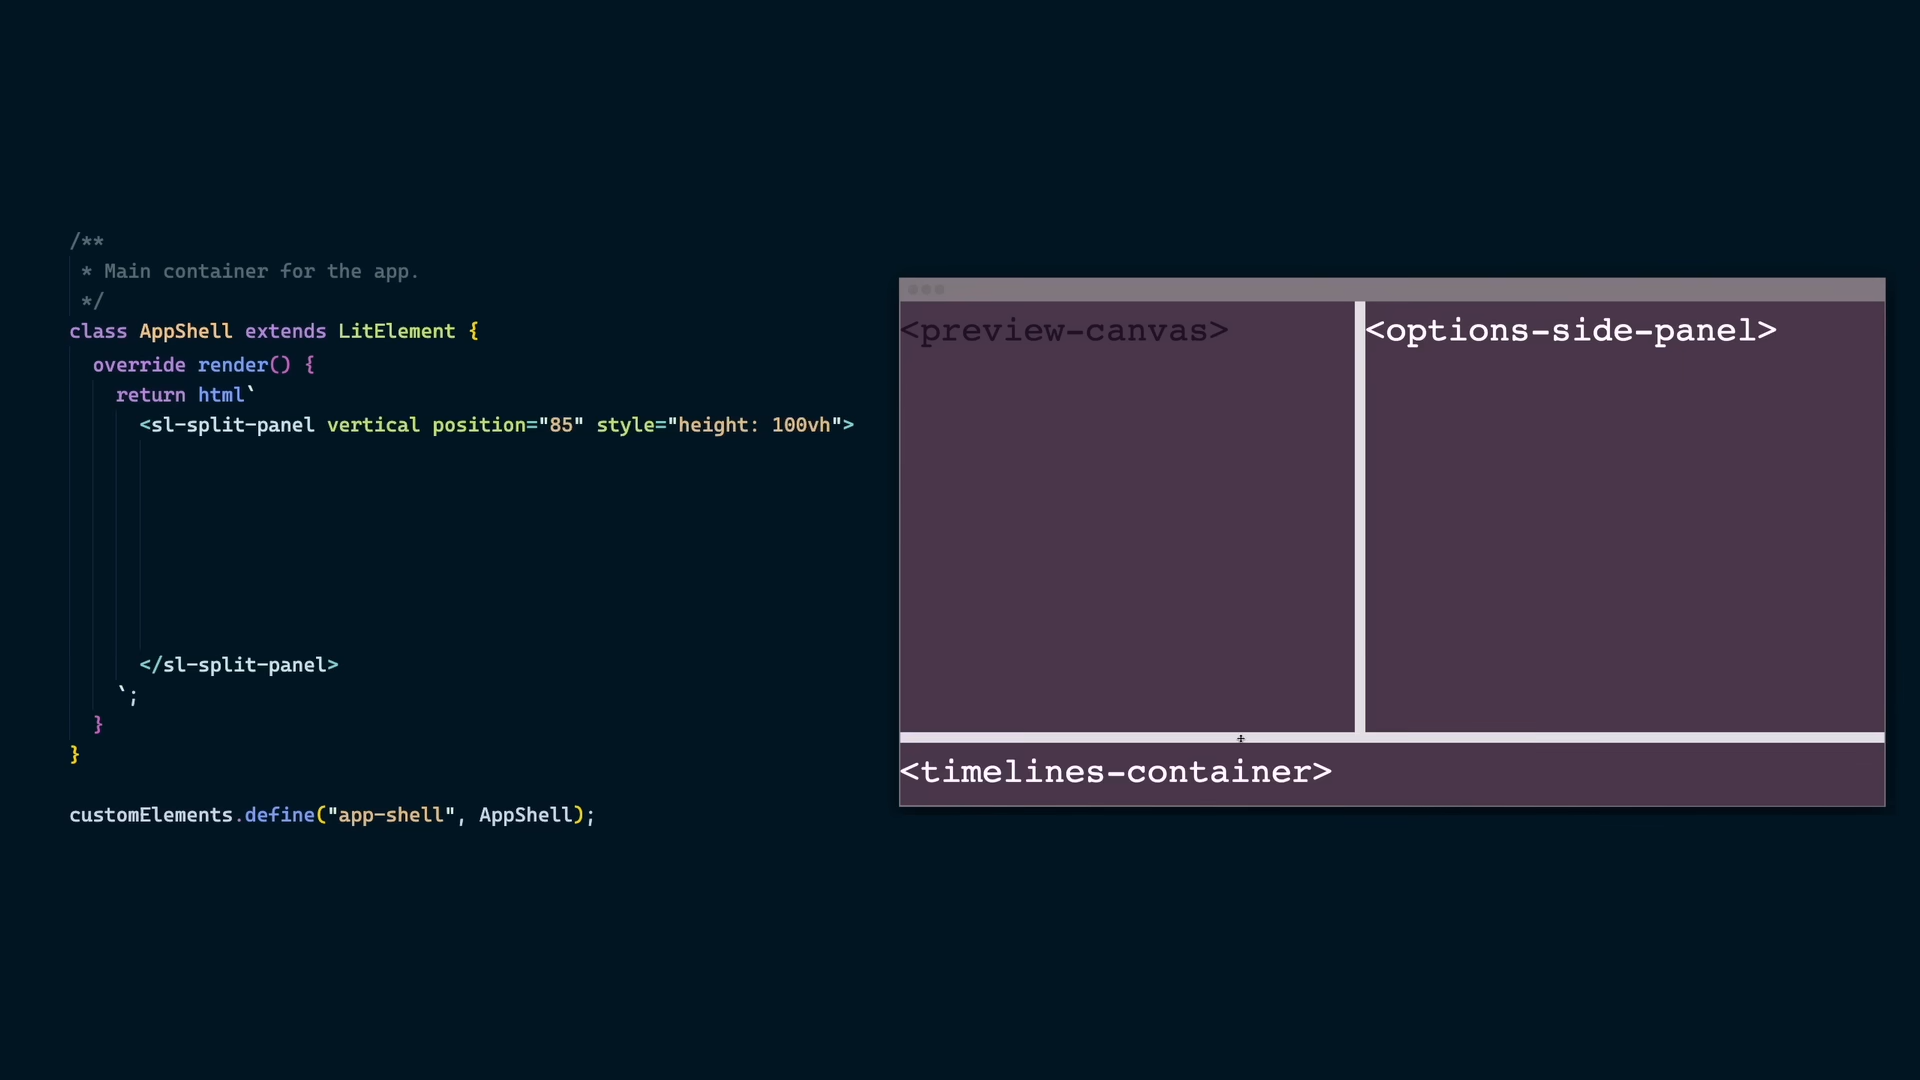 /**
 * Main container for the app.
 */
class AppShell extends LitElement {
  override render() {
    return html`
      <sl-split-panel vertical position="85" style="height: 100vh">
      </sl-split-panel>
    `;
  }
}
customElements.define("app-shell", AppShell);
<preview-canvas>
<options-side-panel>
<timelines-container>